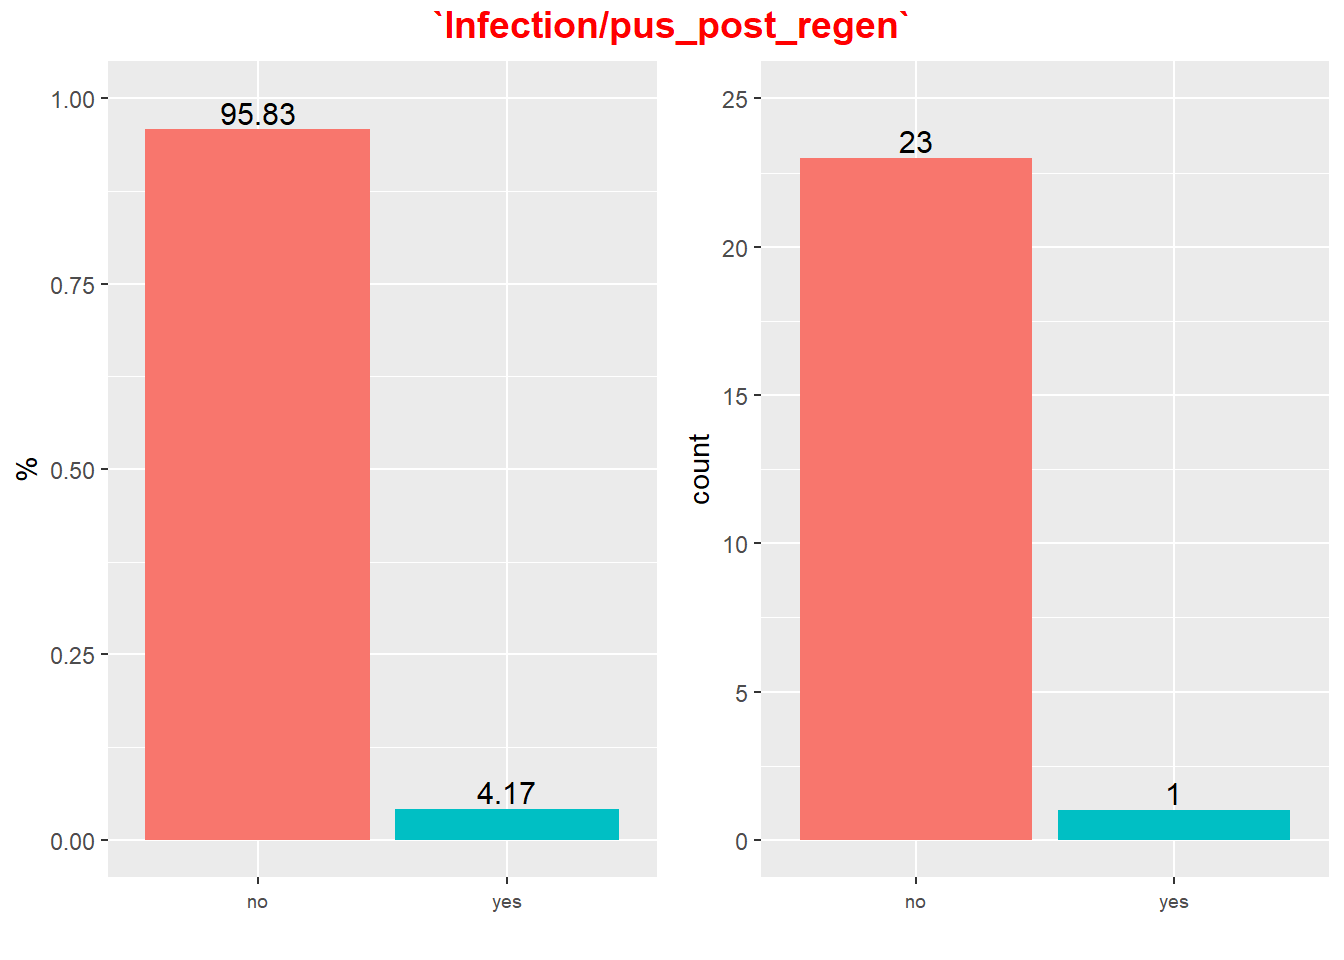 `Infection/pus_post_regen`
%
1.00
0.75
0.50
0.25
0.00
95.83
4.17
no
yes
count
25
20
15
10
5
0
23
1
no
yes